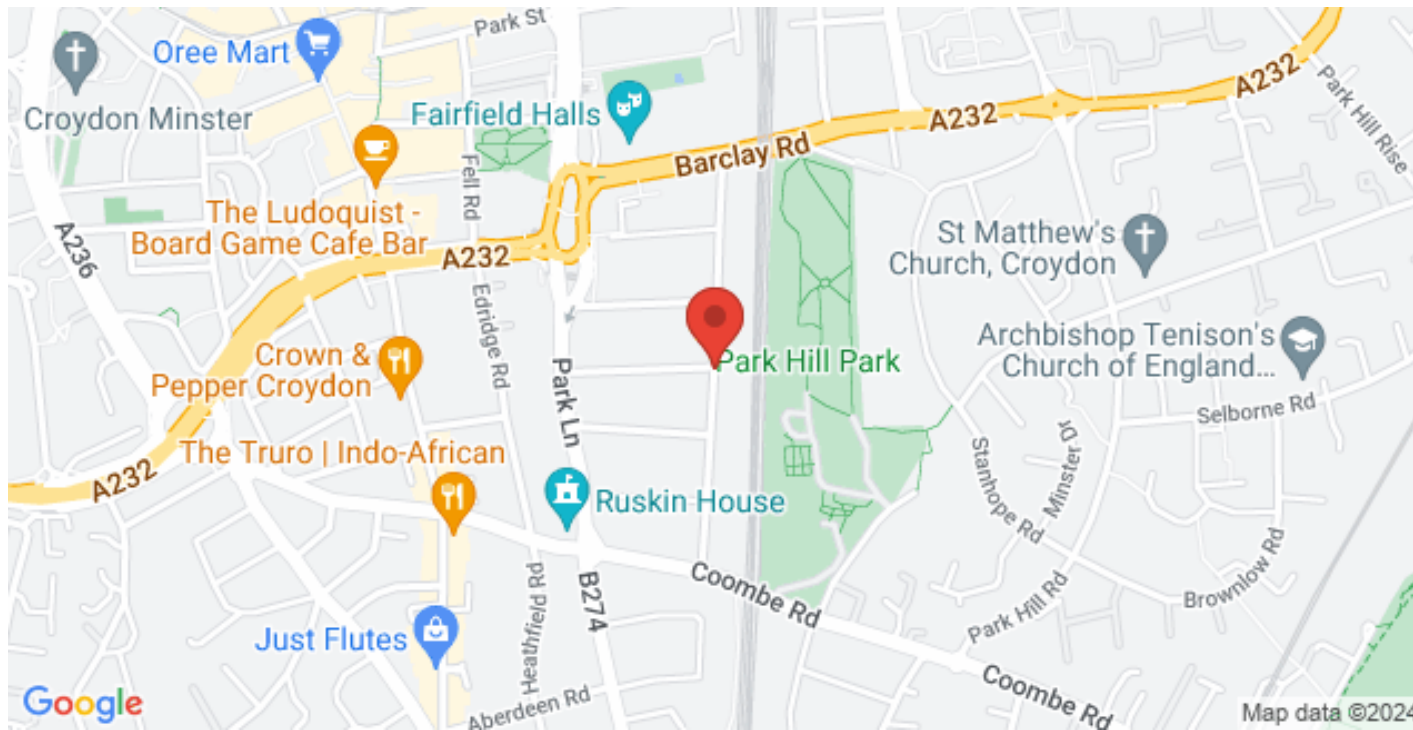 Park St
Oree Mart
Croydon Minster
Fairfield Halls
A232
A232
Park Hill Rise
Barclay Rd
Fell Rd
The Ludoquist -
Board Game Cafe Bar
A236
A232
St Matthew's
Church, Croydon
Edridge Rd
Park Ln
Park Hill Park
Archbishop Tenison's
Church of England...
Crown &
Pepper Croydon
Selborne Rd
The Truro | Indo-African
A232
Ruskin House
Stanhope Rd
Minster Dr
Brownlow Rd
Coombe Rd
B274
Heathfield Rd
Park Hill Rd
Just Flutes
Aberdeen Rd
Coombe Rd
Google
Map data ©2024